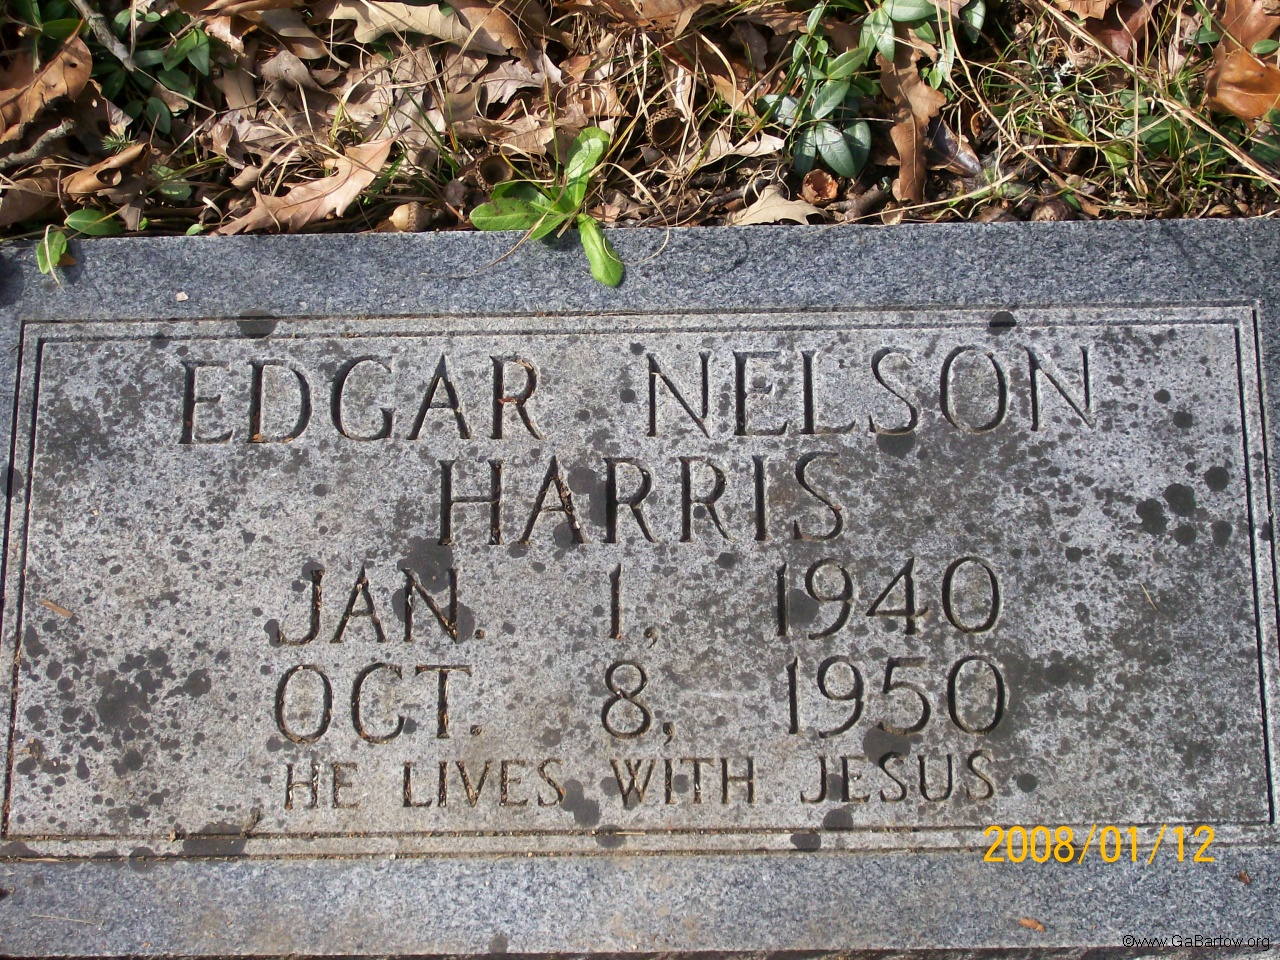 EDGAR NELSON
HARRIS
JAN. 1, 1940
OCT. 8, 1950
HE LIVES WITH JESUS
2008/01/12
©www.GaBartow.org